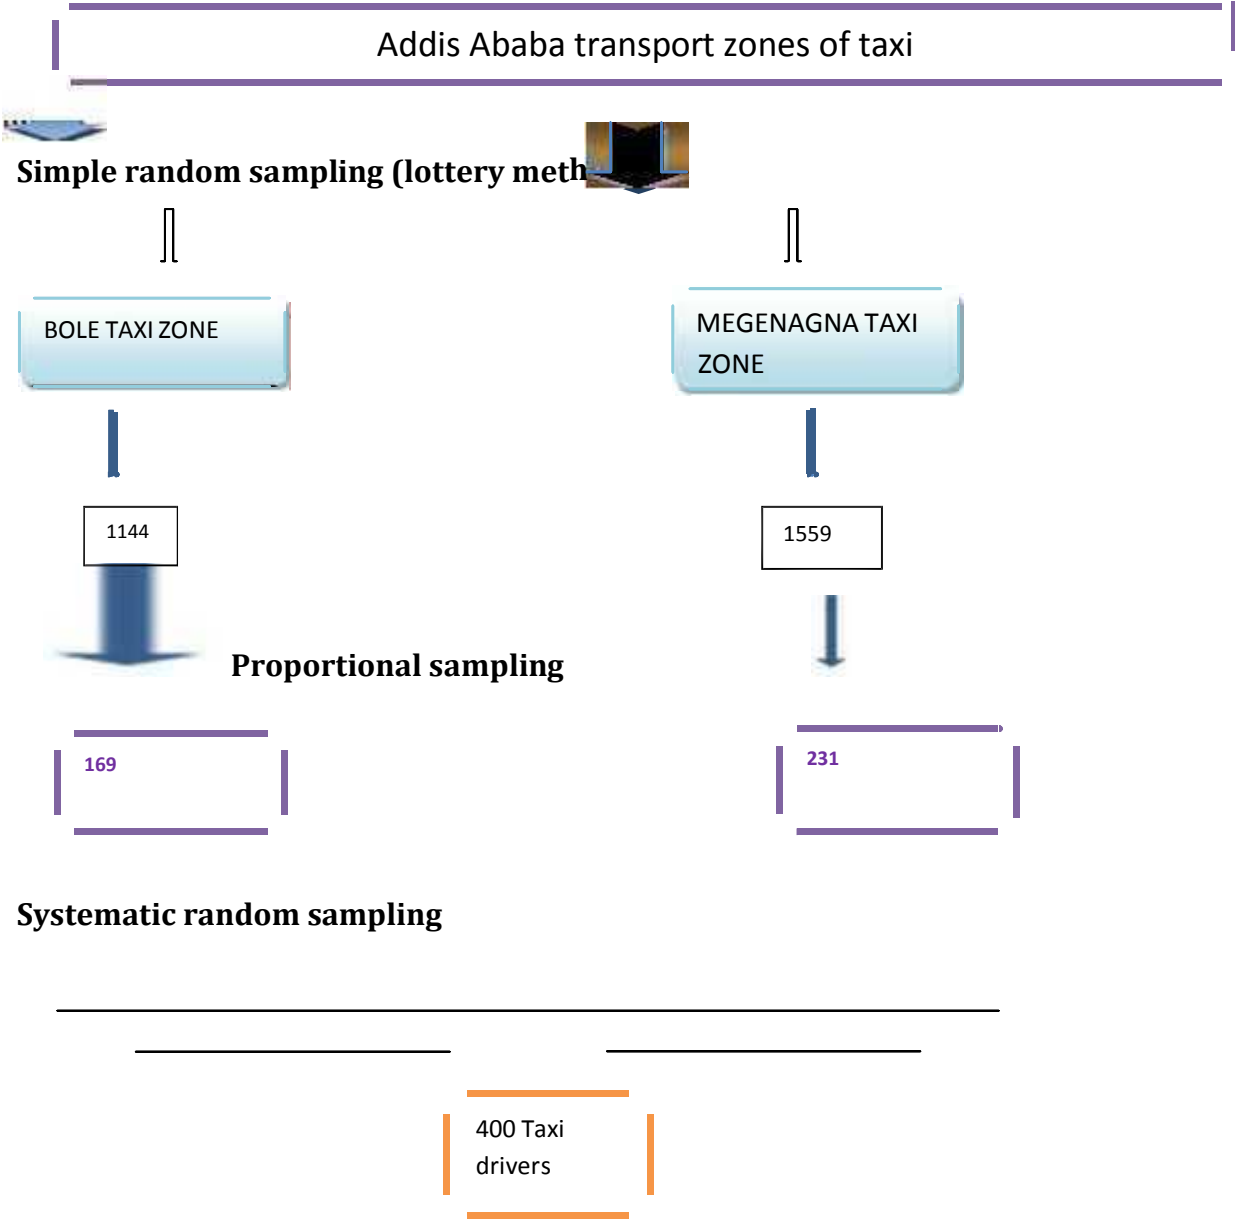 Addis Ababa transport zones of taxi
Simple random sampling (lottery meth
BOLE TAXI ZONE
MEGENAGNA TAXI
ZONE
1144
1559
Proportional sampling
169
231
Systematic random sampling
400 Taxi
drivers